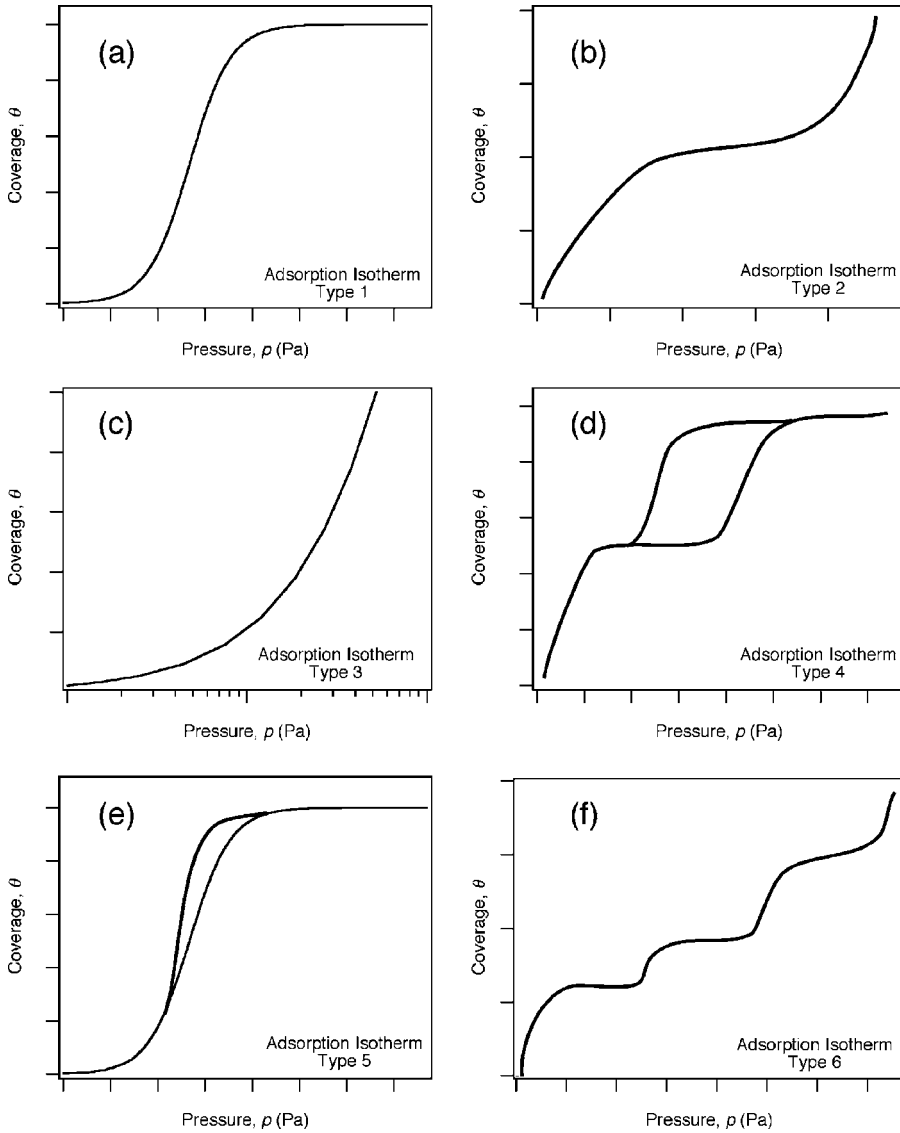 (a)
Coverage, θ
Adsorption Isotherm
Type 1
Pressure, p (Pa)
(b)
Coverage, θ
Adsorption Isotherm
Type 2
Pressure, p (Pa)
(c)
Coverage, θ
Adsorption Isotherm
Type 3
Pressure, p (Pa)
(d)
Coverage, θ
Adsorption Isotherm
Type 4
Pressure, p (Pa)
(e)
Coverage, θ
Adsorption Isotherm
Type 5
Pressure, p (Pa)
(f)
Coverage, θ
Adsorption Isotherm
Type 6
Pressure, p (Pa)